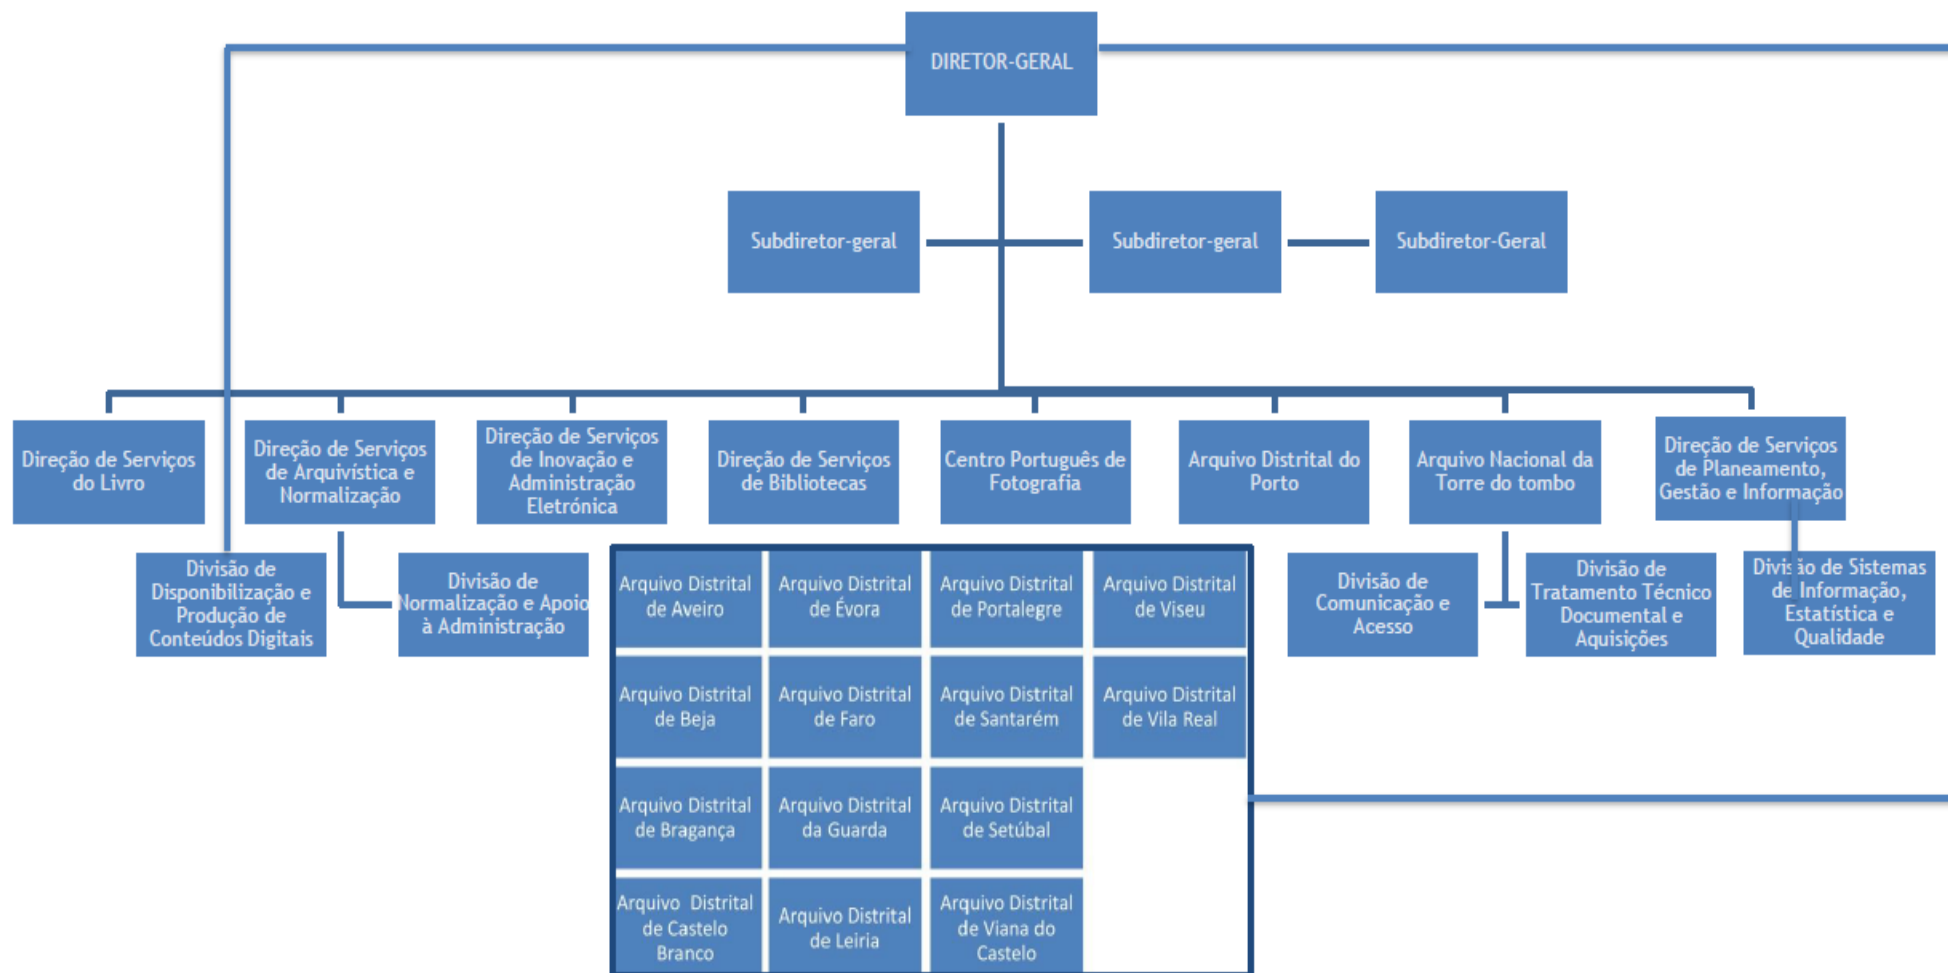 DIRETOR-GERAL
Subdiretor-geral
Subdiretor-geral
Subdiretor-Geral
Direção de Serviços
do Livro
Direção de Serviços
de Arquivística e
Normalização
Direção de Serviços
de Inovação e
Administração
Eletrónica
Direção de Serviços
de Bibliotecas
Centro Português de
Fotografia
Arquivo Distrital do
Porto
Arquivo Nacional da
Torre do tombo
Direção de Serviços
de Planeamento,
Gestão e Informação
Divisão de
Disponibilização e
Produção de
Conteúdos Digitais
Divisão de
Normalização e Apoio
à Administração
Arquivo Distrital
de Aveiro
Arquivo Distrital
de Évora
Arquivo Distrital
de Portalegre
Arquivo Distrital
de Viseu
Divisão de
Comunicação e
Acesso
Divisão de
Tratamento Técnico
Documental e
Aquisições
Divisão de Sistemas
de Informação,
Estatística e
Qualidade
Arquivo Distrital
de Beja
Arquivo Distrital
de Faro
Arquivo Distrital
de Santarém
Arquivo Distrital
de Vila Real
Arquivo Distrital
de Bragança
Arquivo Distrital
da Guarda
Arquivo Distrital
de Setúbal
Arquivo Distrital
de Castelo
Branco
Arquivo Distrital
de Leiria
Arquivo Distrital
de Viana do
Castelo